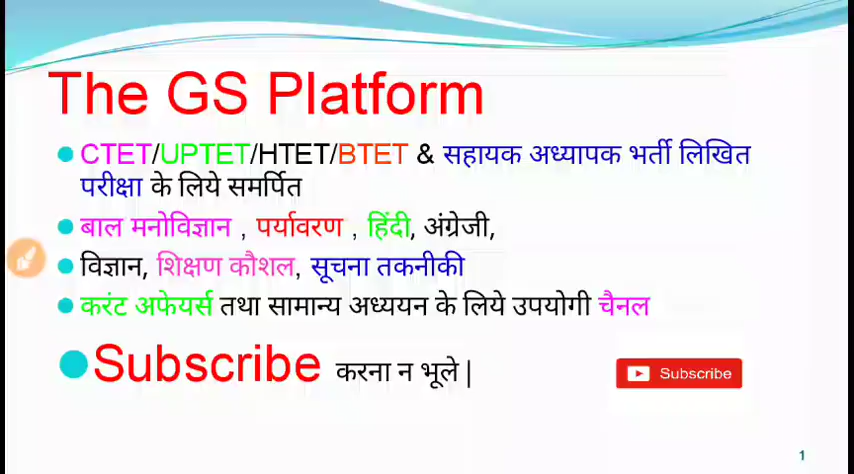 The GS Platform
CTET/UPTET/HTET/BTET & सहायक अध्यापक भर्ती लिखित
परीक्षा के लिये समर्पित
बाल मनोविज्ञान , पर्यावरण , हिंदी, अंग्रेजी,
विज्ञान, शिक्षण कौशल, सूचना तकनीकी
करंट अफेयर्स तथा सामान्य अध्ययन के लिये उपयोगी चैनल
Subscribe करना न भूले |
Subscribe
1